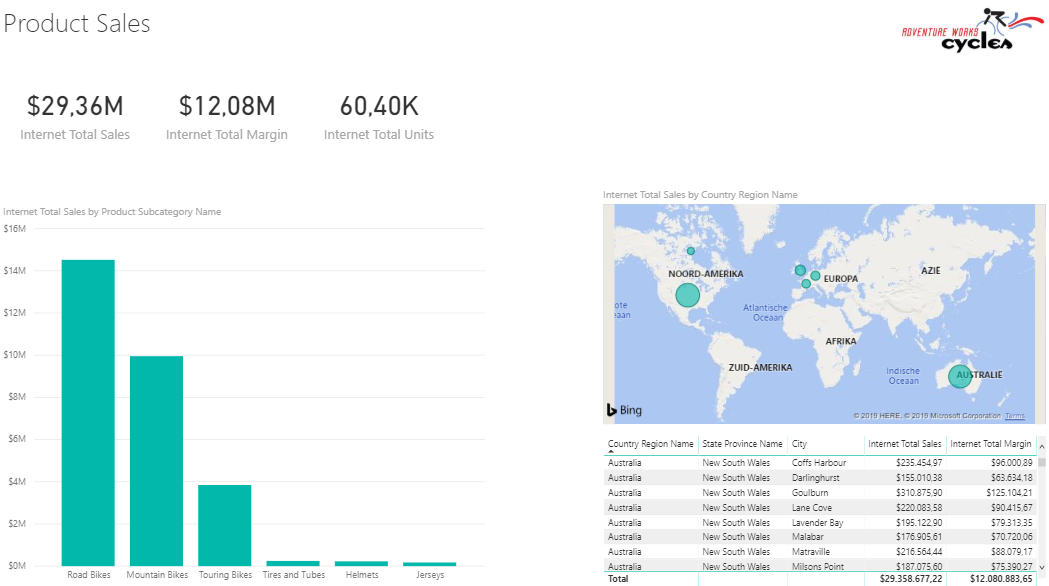 Product Sales
ADVENTURE WORKS
cycles
$29,36M
$12,08M
60,40K
Internet Total Sales
Internet Total Margin
Internet Total Units
Internet Total Sales by Product Subcategory Name
$16M
$14M
$12M
$10M
$8M
$6M
$4M
$2M
$0M
Road Bikes
Mountain Bikes
Touring Bikes
Tires and Tubes
Helmets
Jerseys
Internet Total Sales by Country Region Name
NOORD-AMERIKA
EUROPA
AZIË
ote
eaan
Atlantische
Oceaan
AFRIKA
ZUID-AMERIKA
Indische
Oceaan
AUSTRALIE
Bing
© 2019 HERE, © 2019 Microsoft Corporation Terms
Country Region Name State Province Name City Internet Total Sales Internet Total Margin
Australia New South Wales Coffs Harbour $235.454,97 $96.000,89
Australia New South Wales Darlinghurst $155.010,38 $63.634,18
Australia New South Wales Goulburn $310.875,90 $125.104,21
Australia New South Wales Lane Cove $220.083,58 $90.415,67
Australia New South Wales Lavender Bay $195.122,90 $79.313,35
Australia New South Wales Malabar $176.905,61 $70.720,06
Australia New South Wales Matraville $216.564,44 $88.079,17
Australia New South Wales Milsons Point $187.075,60 $75.390,27
Total $29.358.677,22 $12.080.883,65